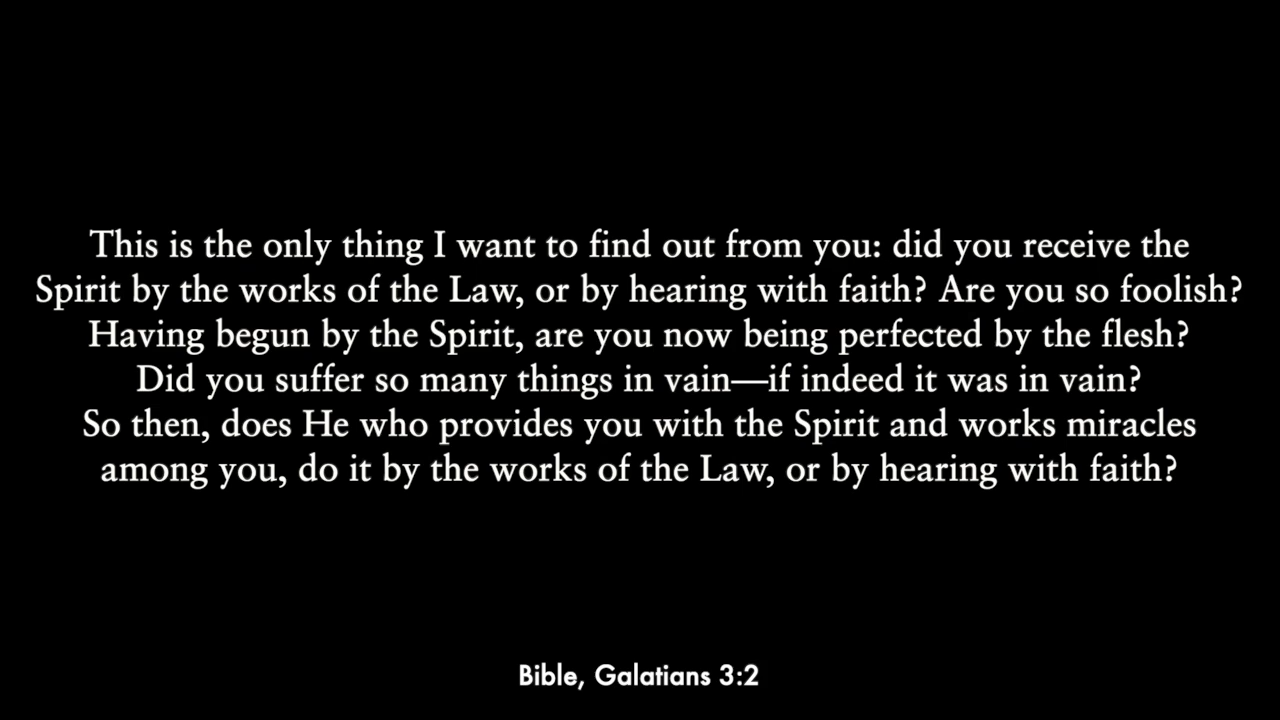 This is the only thing I want to find out from you: did you receive the
Spirit by the works of the Law, or by hearing with faith? Are you so foolish?
Having begun by the Spirit, are you now being perfected by the flesh?
Did you suffer so many things in vain—if indeed it was in vain?
So then, does He who provides you with the Spirit and works miracles
among you, do it by the works of the Law, or by hearing with faith?
Bible, Galatians 3:2